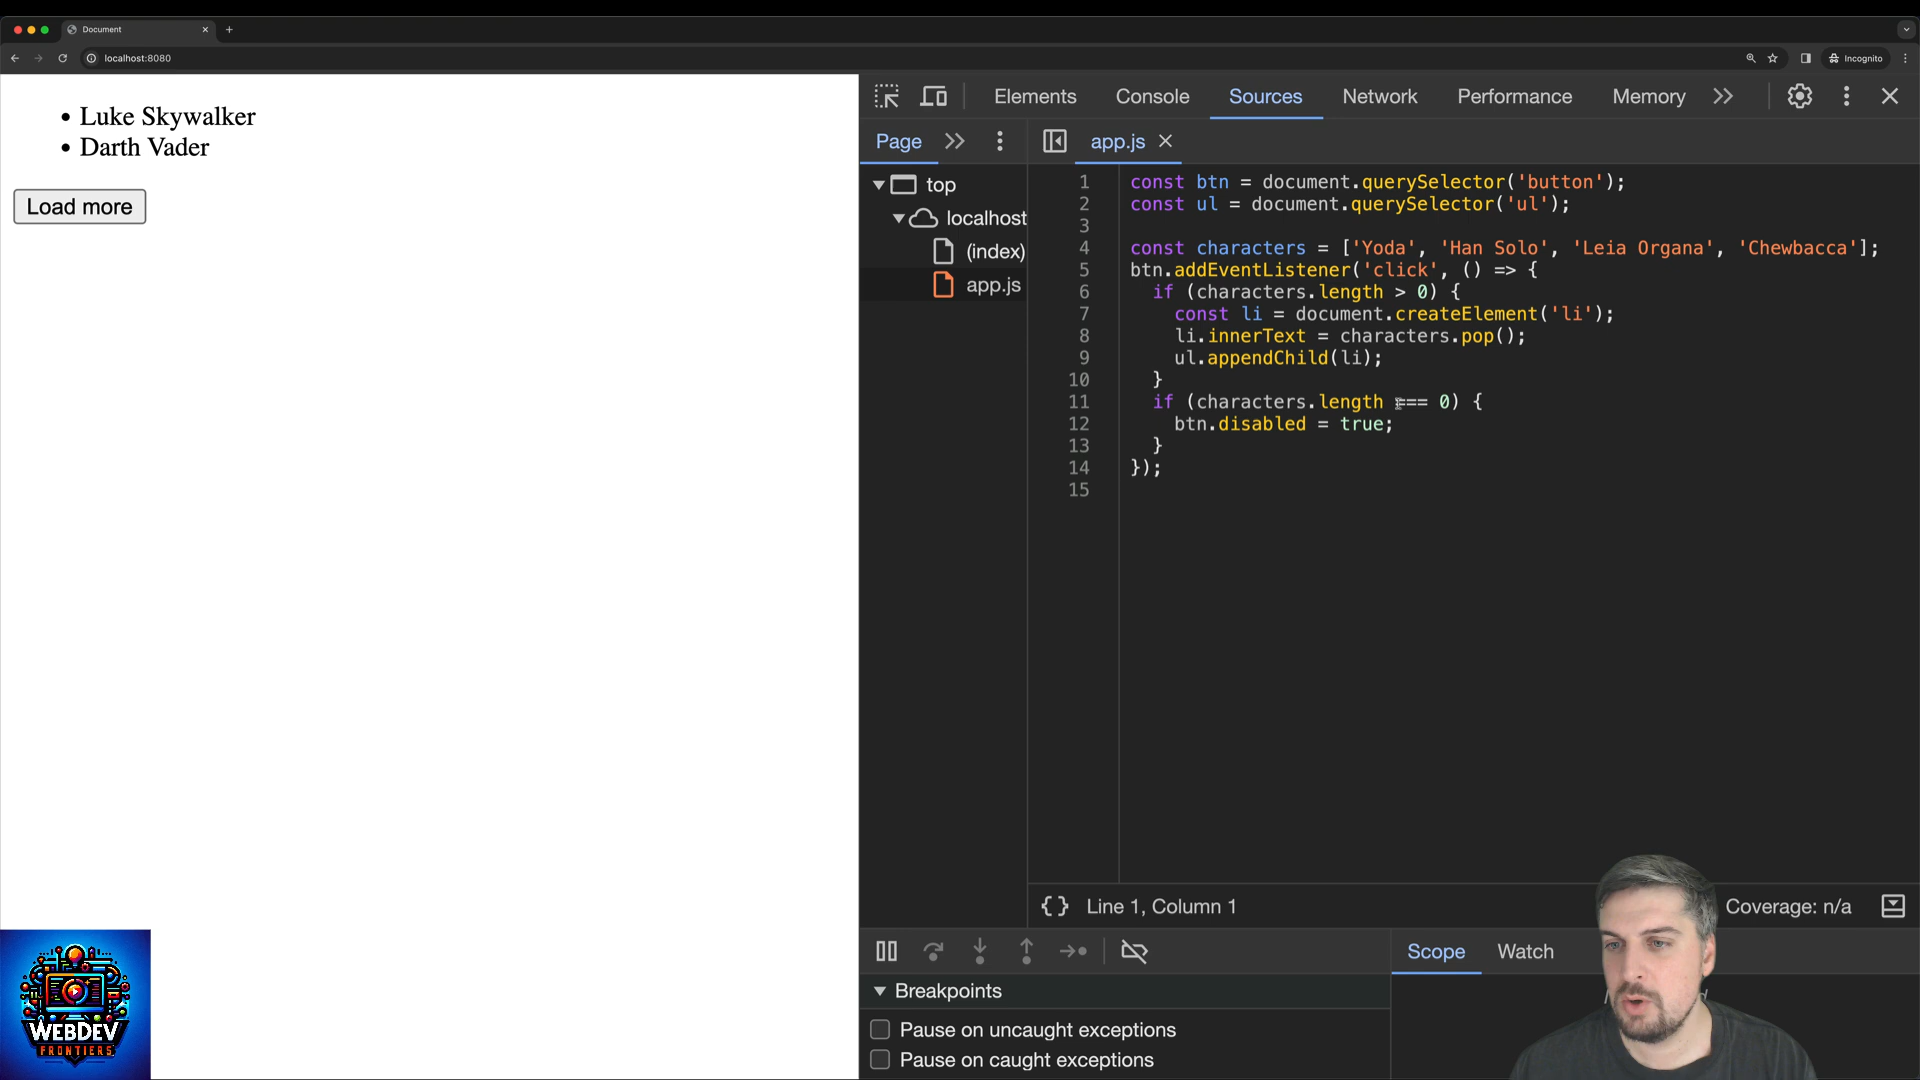 Document
localhost:8080
Incognito
Luke Skywalker
Darth Vader
Load more
Elements Console Sources Network Performance Memory
Page
app.js
top
localhost
(index)
app.js
1 const btn = document.querySelector('button');
2 const ul = document.querySelector('ul');
3
4 const characters = ['Yoda', 'Han Solo', 'Leia Organa', 'Chewbacca'];
5 btn.addEventListener('click', () => {
6 if (characters.length > 0) {
7 const li = document.createElement('li');
8 li.innerText = characters.pop();
9 ul.appendChild(li);
10 }
11 if (characters.length === 0) {
12 btn.disabled = true;
13 }
14 });
15
{} Line 1, Column 1
Coverage: n/a
Scope Watch
Breakpoints
Pause on uncaught exceptions
Pause on caught exceptions
WEBDEV
FRONTIERS